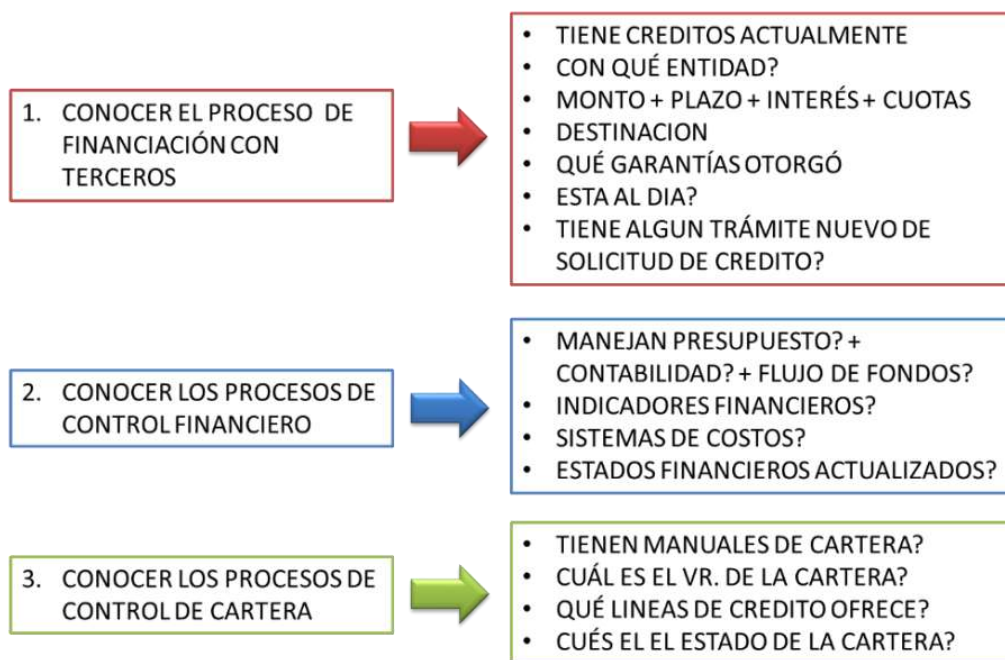 1. CONOCER EL PROCESO DE
FINANCIACIÓN CON
TERCEROS
• TIENE CREDITOS ACTUALMENTE
• CON QUÉ ENTIDAD?
• MONTO + PLAZO + INTERÉS + CUOTAS
• DESTINACION
• QUÉ GARANTÍAS OTORGÓ
• ESTA AL DIA?
• TIENE ALGUN TRÁMITE NUEVO DE
SOLICITUD DE CREDITO?
2. CONOCER LOS PROCESOS DE
CONTROL FINANCIERO
• MANEJAN PRESUPUESTO? +
CONTABILIDAD? + FLUJO DE FONDOS?
• INDICADORES FINANCIEROS?
• SISTEMAS DE COSTOS?
• ESTADOS FINANCIEROS ACTUALIZADOS?
3. CONOCER LOS PROCESOS DE
CONTROL DE CARTERA
• TIENEN MANUALES DE CARTERA?
• CUÁL ES EL VR. DE LA CARTERA?
• QUÉ LINEAS DE CREDITO OFRECE?
• CUÉS EL EL ESTADO DE LA CARTERA?